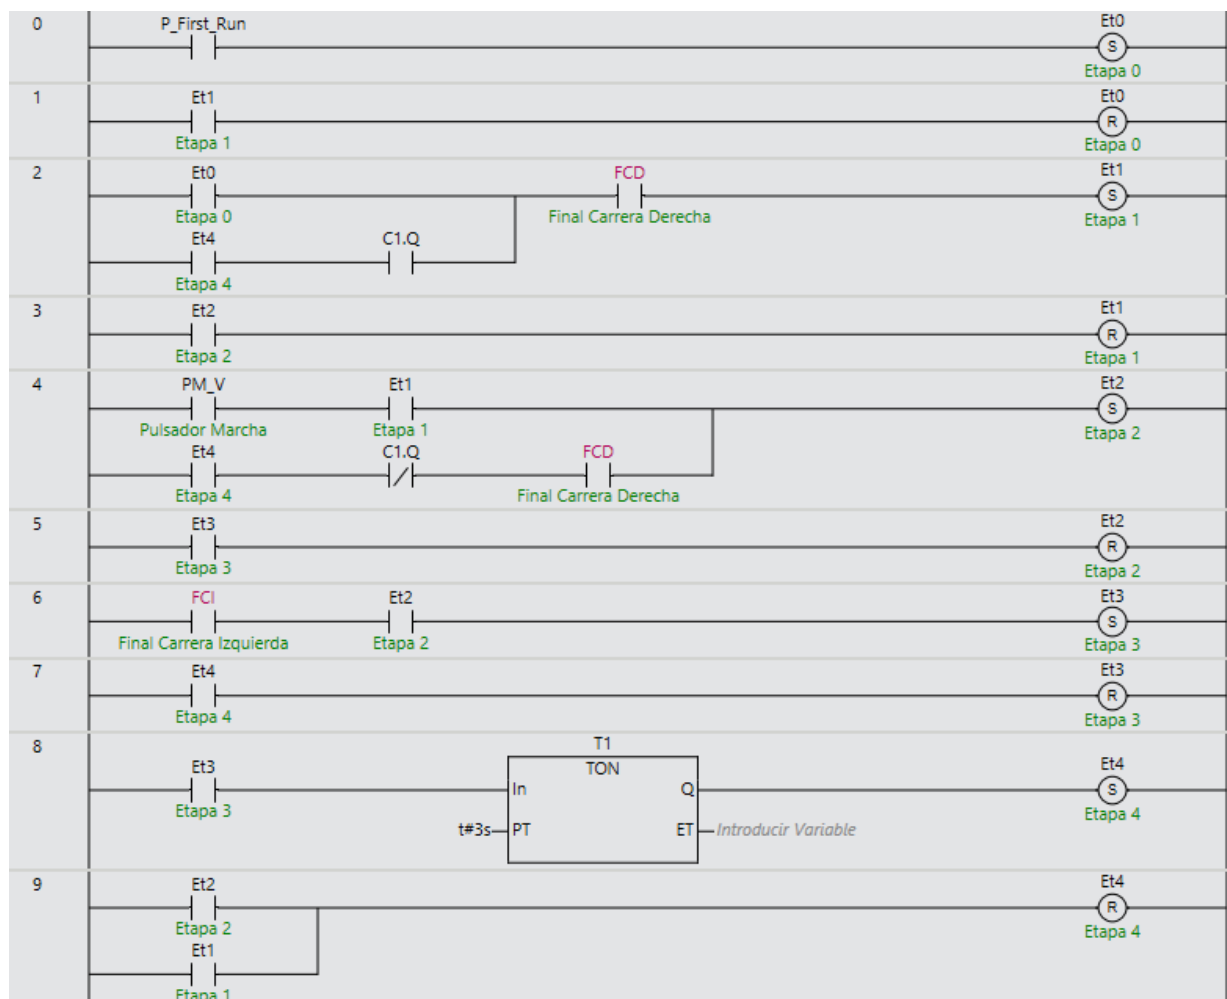 0
P_First_Run
Et0
S
Etapa 0
1
Et1
Et0
R
Etapa 1
Etapa 0
2
Et0
FCD
Et1
S
Etapa 0
Final Carrera Derecha
Etapa 1
Et4
C1.Q
Etapa 4
3
Et2
Et1
R
Etapa 2
Etapa 1
4
PM_V
Et1
Et2
S
Pulsador Marcha
Etapa 1
Etapa 2
Et4
C1.Q
FCD
Etapa 4
Final Carrera Derecha
5
Et3
Et2
R
Etapa 3
Etapa 2
6
FCI
Et2
Et3
S
Final Carrera Izquierda
Etapa 2
Etapa 3
7
Et4
Et3
R
Etapa 4
Etapa 3
8
T1
Et3
TON
Et4
In
Q
S
Etapa 3
Etapa 4
t#3s
PT
ET
Introducir Variable
9
Et2
Et4
R
Etapa 2
Etapa 4
Et1
Etapa 1